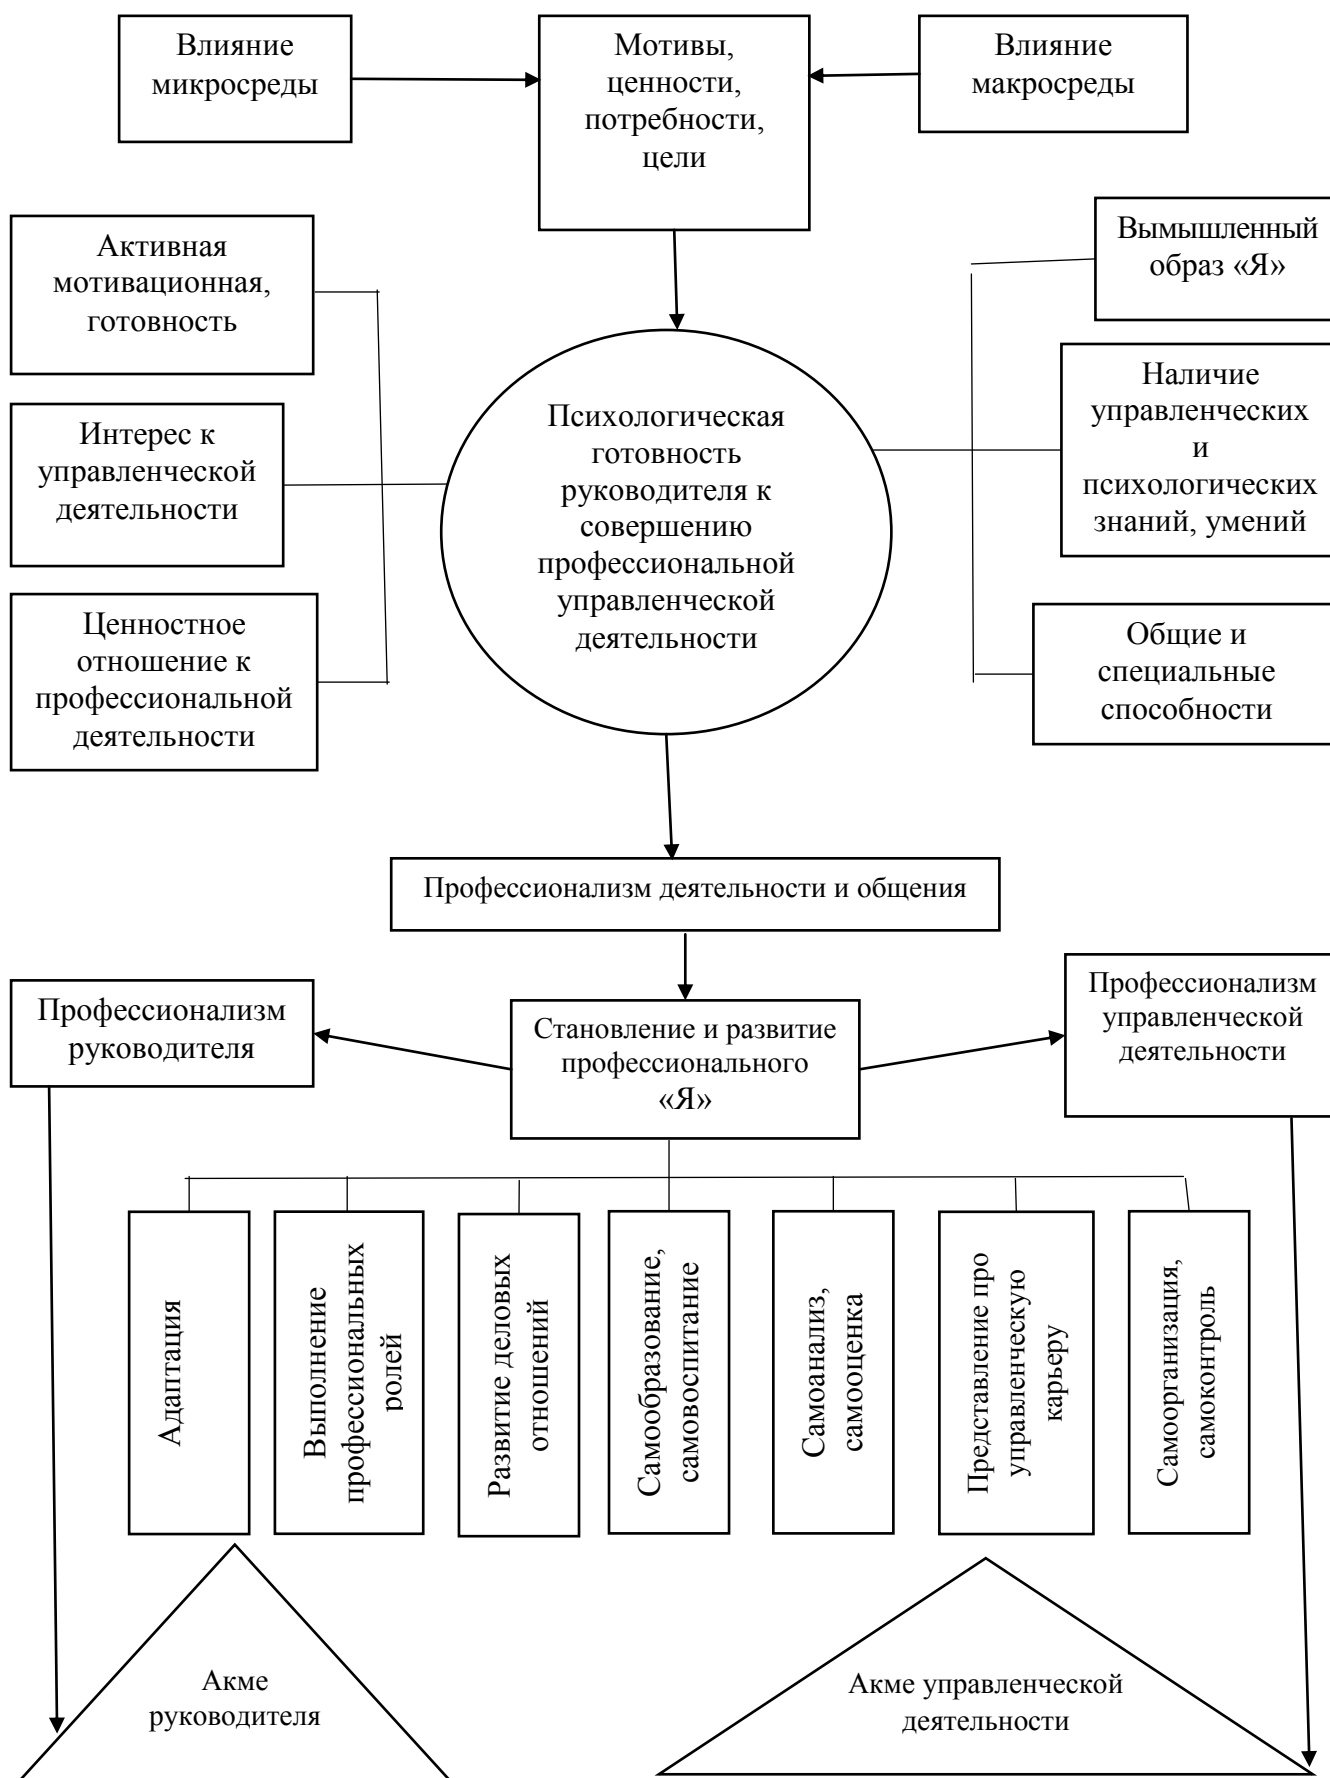 Влияние
микросреды
Мотивы,
ценности,
потребности,
цели
Влияние
макросреды
Активная
мотивационная,
готовность
Вымышленный
образ «Я»
Интерес к
управленческой
деятельности
Психологическая
готовность
руководителя к
совершению
профессиональной
управленческой
деятельности
Наличие
управленческих
и
психологических
знаний, умений
Ценностное
отношение к
профессиональной
деятельности
Общие и
специальные
способности
Профессионализм деятельности и общения
Профессионализм
руководителя
Становление и развитие
профессионального
«Я»
Профессионализм
управленческой
деятельности
Адаптация
Выполнение
профессиональных
ролей
Развитие деловых
отношений
Самообразование,
самовоспитание
Самоанализ,
самооценка
Представление про
управленческую
карьеру
Самоорганизация,
самоконтроль
Акме
руководителя
Акме управленческой
деятельности